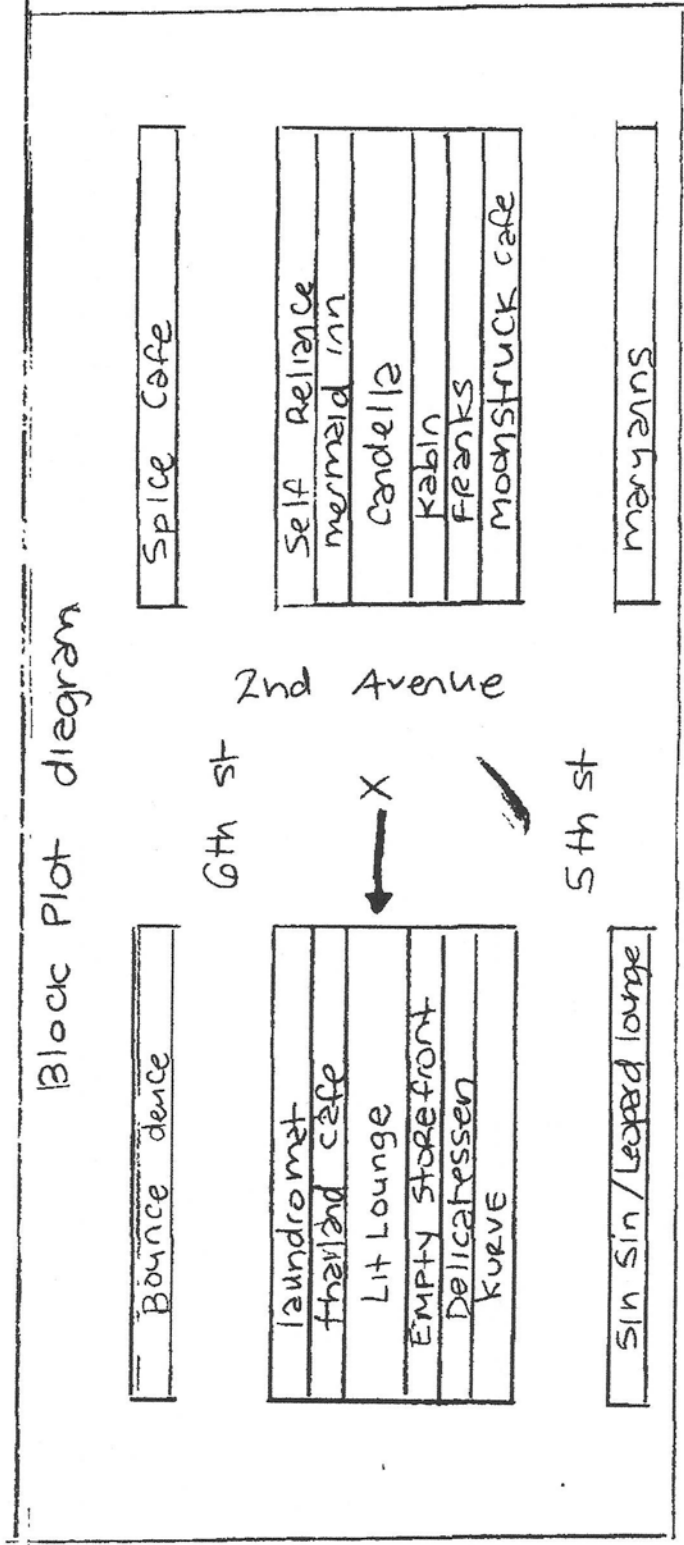 Block Plot diagram
Bounce dance
Spice Cafe
6th st
laundromat
thailand cafe
Lit Lounge
EMPTY STOREfront
Delicatessen
KURVE
X
2nd Avenue
Self Reliance
mermaid inn
Candella
Kabin
FRANKS
MOONSTRUCK cafe
5th st
Sin Sin / Leopard lounge
maryanns